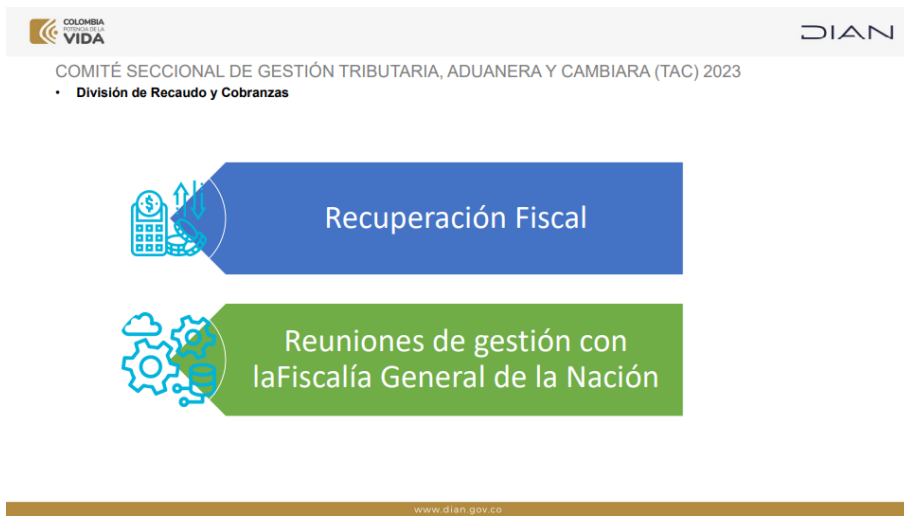 COLOMBIA
POTENCIA DE LA
VIDA
DIAN
COMITÉ SECCIONAL DE GESTIÓN TRIBUTARIA, ADUANERA Y CAMBIARA (TAC) 2023
• División de Recaudo y Cobranzas
$
Recuperación Fiscal
Reuniones de gestión con
laFiscalía General de la Nación
www.dian.gov.co